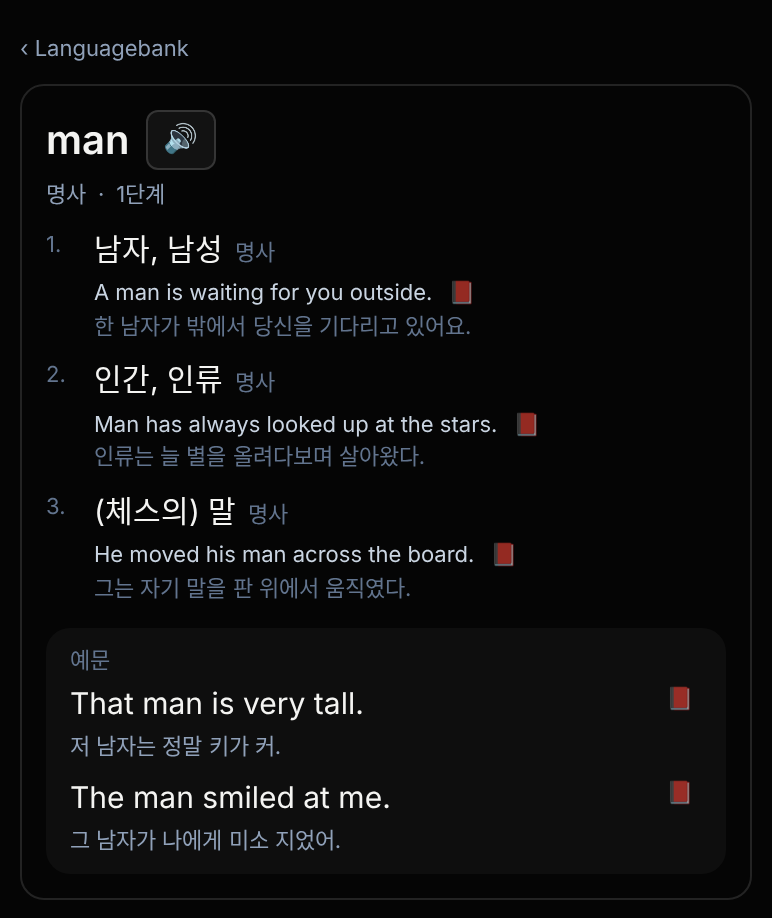 ‹ Languagebank
man
명사 · 1단계
1. 남자, 남성 명사
A man is waiting for you outside.
한 남자가 밖에서 당신을 기다리고 있어요.
2. 인간, 인류 명사
Man has always looked up at the stars.
인류는 늘 별을 올려다보며 살아왔다.
3. (체스의) 말 명사
He moved his man across the board.
그는 자기 말을 판 위에서 움직였다.
예문
That man is very tall.
저 남자는 정말 키가 커.
The man smiled at me.
그 남자가 나에게 미소 지었어.